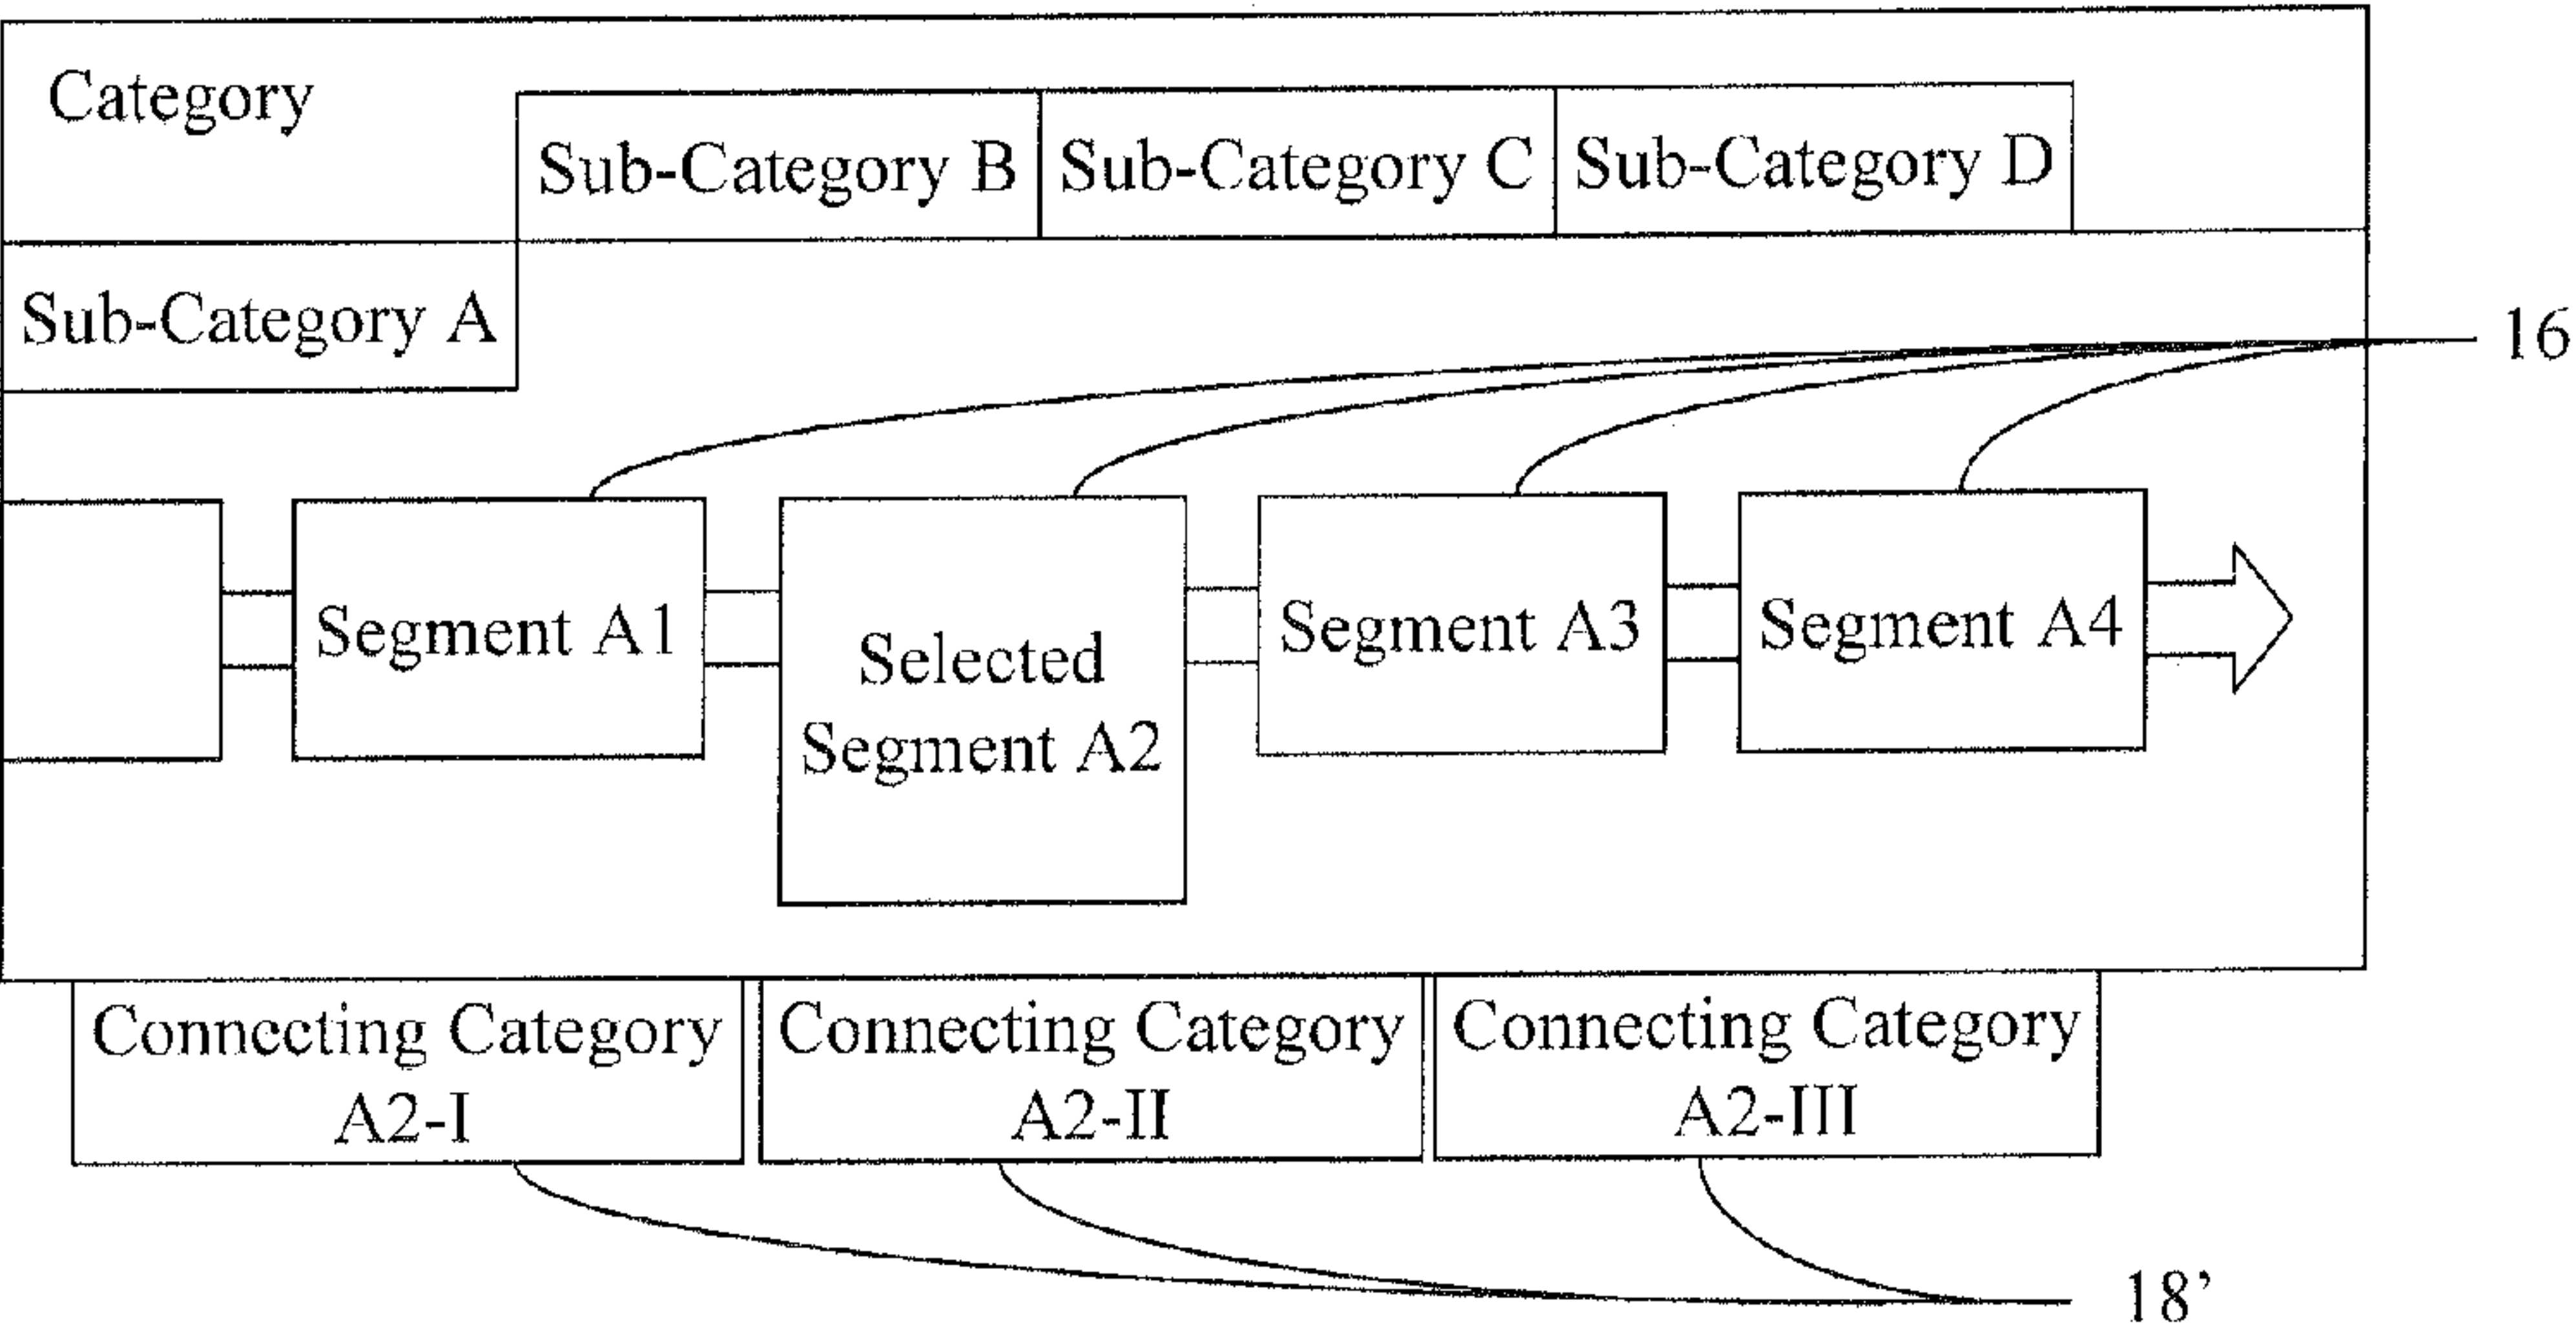 Category
Sub-Category B
Sub-Category C
Sub-Category D
Sub-Category A
16
Segment A1
Selected
Segment A2
Segment A3
Segment A4
Connecting Category
A2-I
Connecting Category
A2-II
Connecting Category
A2-III
18’